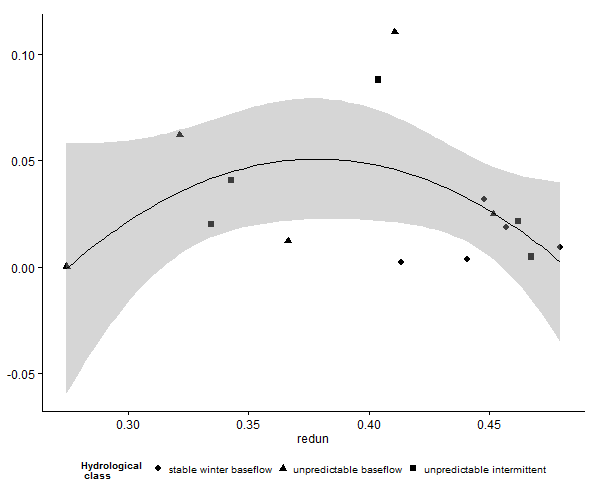 0.10
0.05
0.00
-0.05
0.30 0.35 0.40 0.45
redun
Hydrological
class
stable winter baseflow unpredictable baseflow unpredictable intermittent